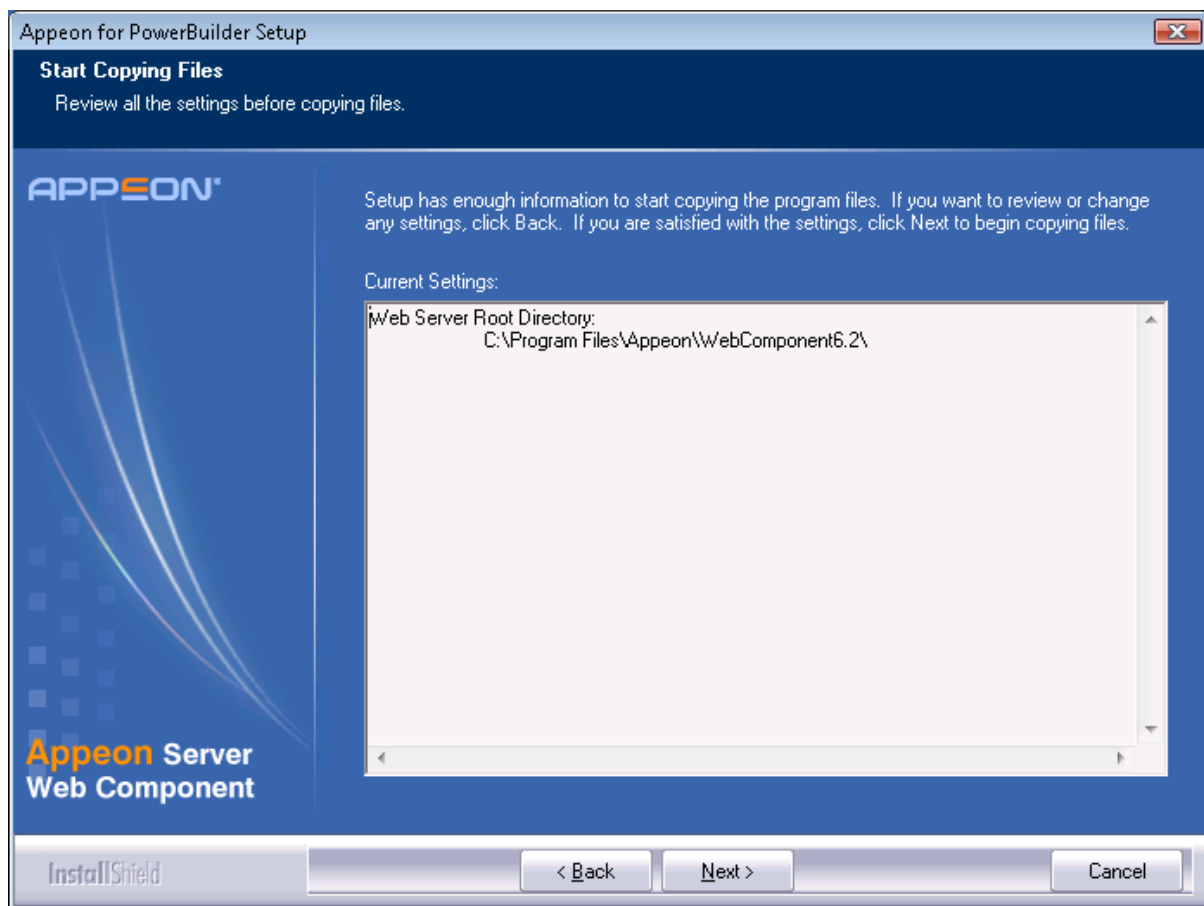 Appeon for PowerBuilder Setup
Start Copying Files
Review all the settings before copying files.
APPEON®
Setup has enough information to start copying the program files. If you want to review or change
any settings, click Back. If you are satisfied with the settings, click Next to begin copying files.
Current Settings:
Web Server Root Directory:
C:\Program Files\Appeon\WebComponent6.2\
Appeon Server
Web Component
InstallShield
< Back
Next >
Cancel